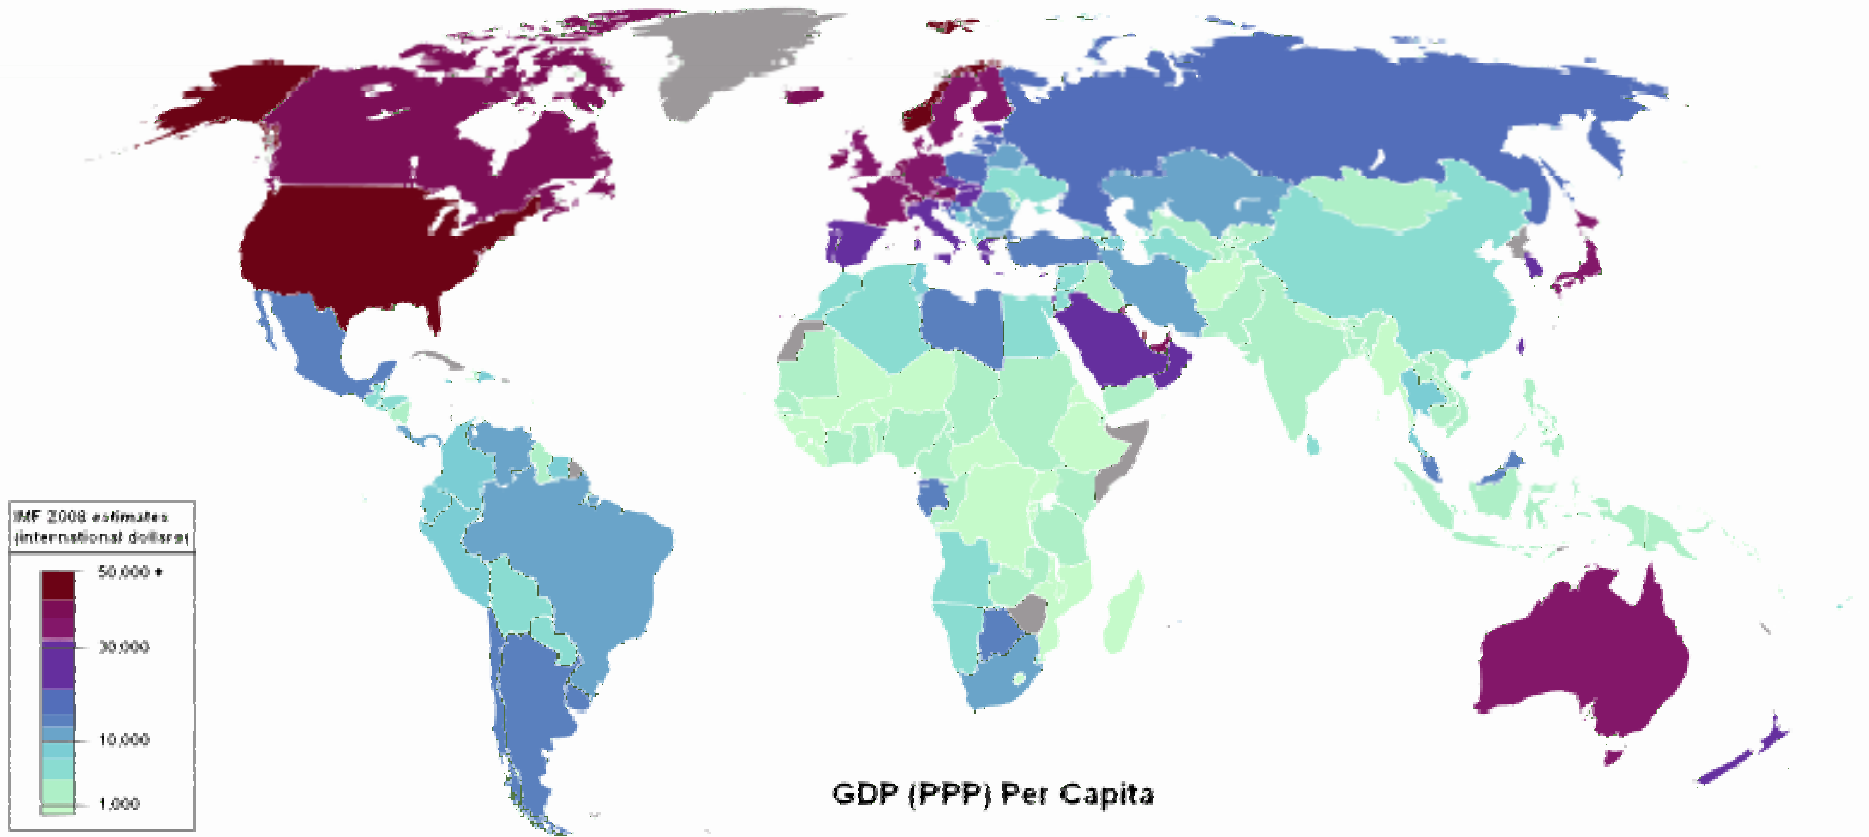 IMF 2008 estimates
(international dollars)
50,000 +
30,000
10,000
1,000
GDP (PPP) Per Capita